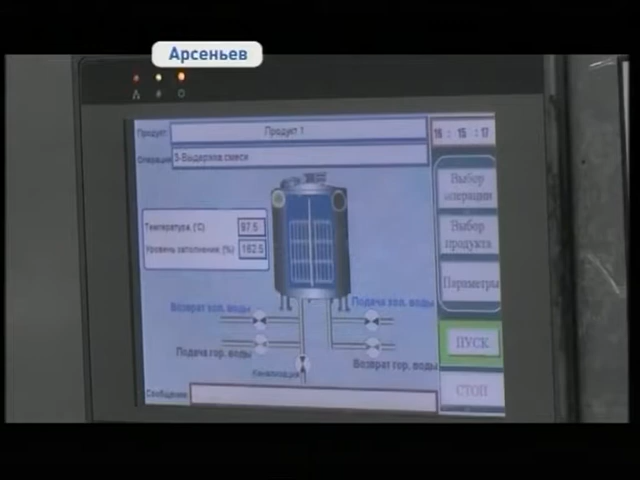 Арсеньев
Продукт
Продукт 1
16 : 15 : 17
Операция
3-Выдержка смеси
Выбор
операции
Температура, (°C) 97.5
Уровень заполнения, (%) 162.5
Выбор
продукта
Параметры
Возврат хол. воды
Подача хол. воды
Подача гор. воды
Возврат гор. воды
Канализация
ПУСК
Сообщение
СТОП